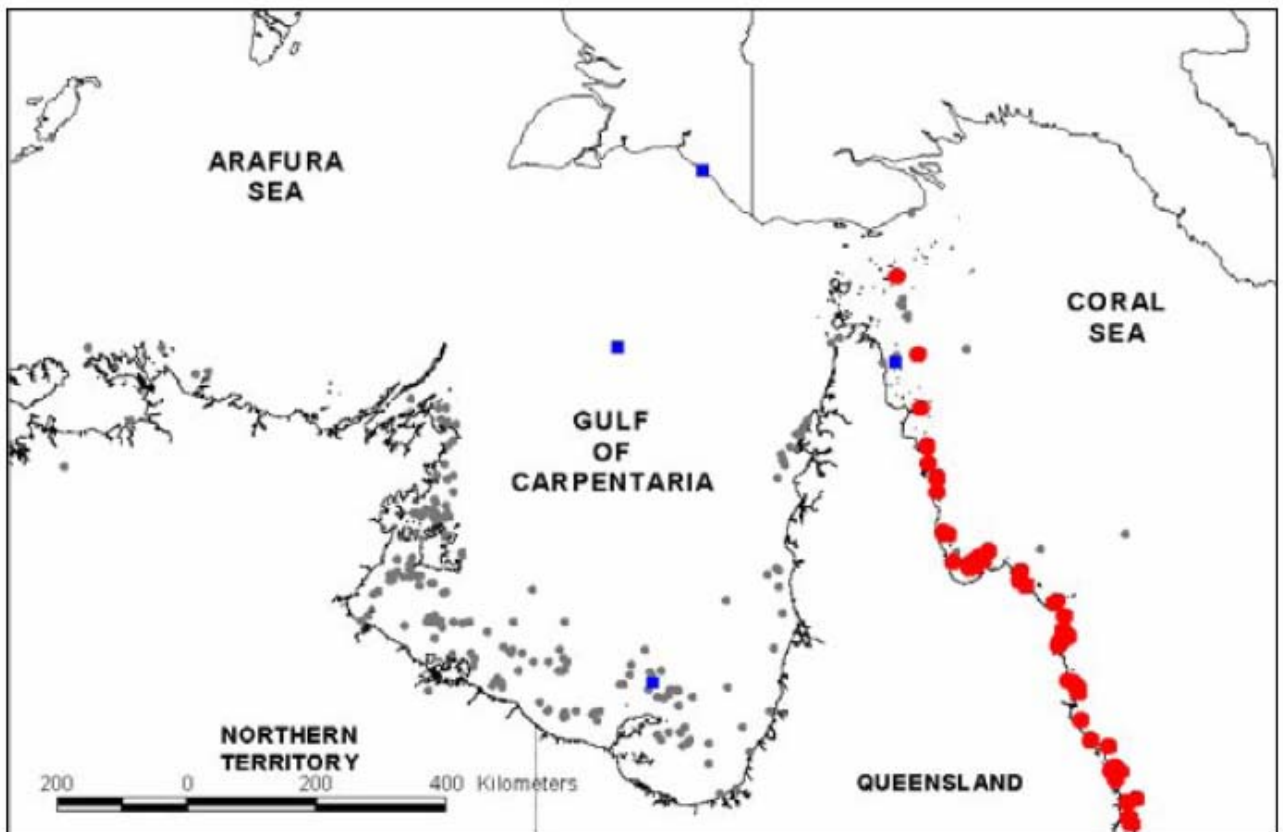 ARAFURA
SEA
CORAL
SEA
GULF
OF
CARPENTARIA
NORTHERN
TERRITORY
QUEENSLAND
200 0 200 400 Kilometers